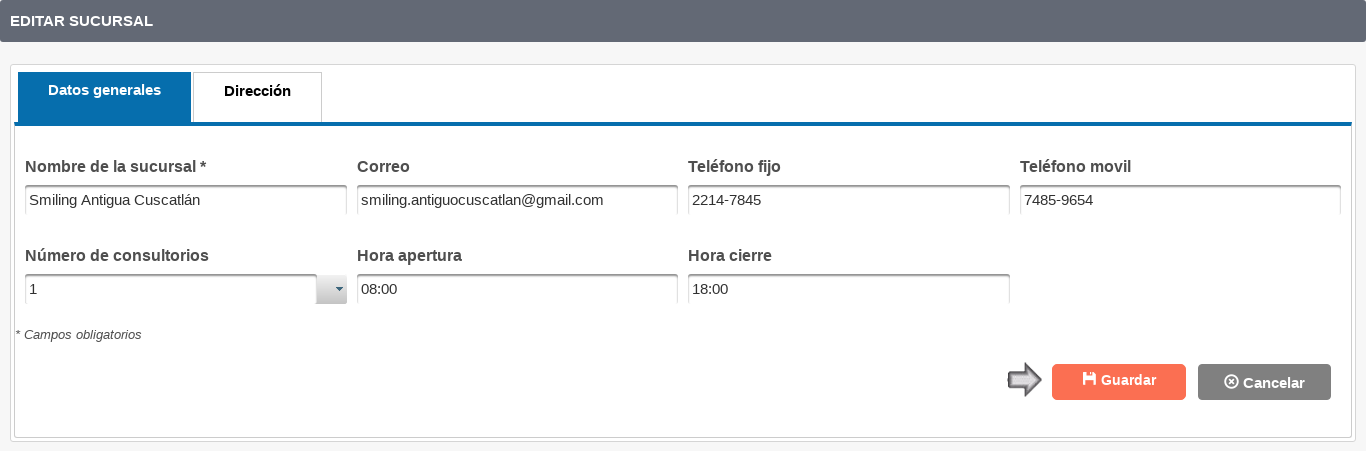 EDITAR SUCURSAL
Datos generales Dirección
Nombre de la sucursal * Correo Teléfono fijo Teléfono movil
Smiling Antigua Cuscatlán smiling.antiguocuscatlan@gmail.com 2214-7845 7485-9654
Número de consultorios Hora apertura Hora cierre
1 08:00 18:00
* Campos obligatorios
Guardar Cancelar